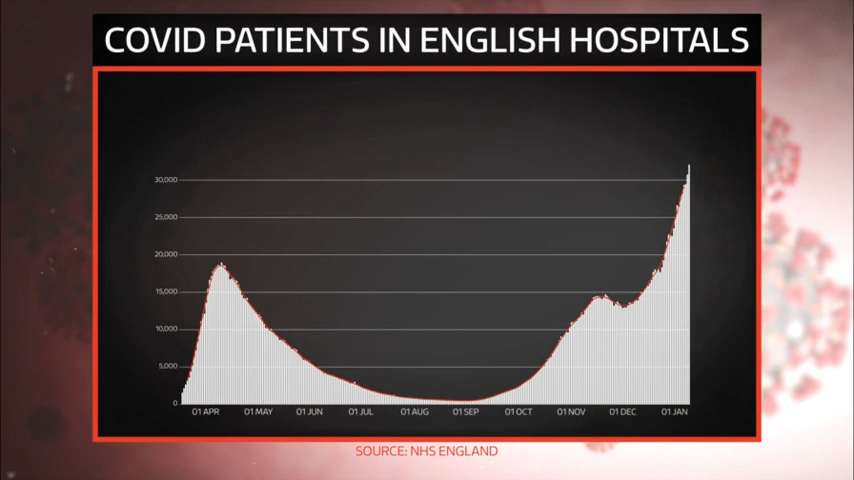 COVID PATIENTS IN ENGLISH HOSPITALS
30,000
25,000
20,000
15,000
10,000
5,000
0
01 APR 01 MAY 01 JUN 01 JUL 01 AUG 01 SEP 01 OCT 01 NOV 01 DEC 01 JAN
SOURCE: NHS ENGLAND